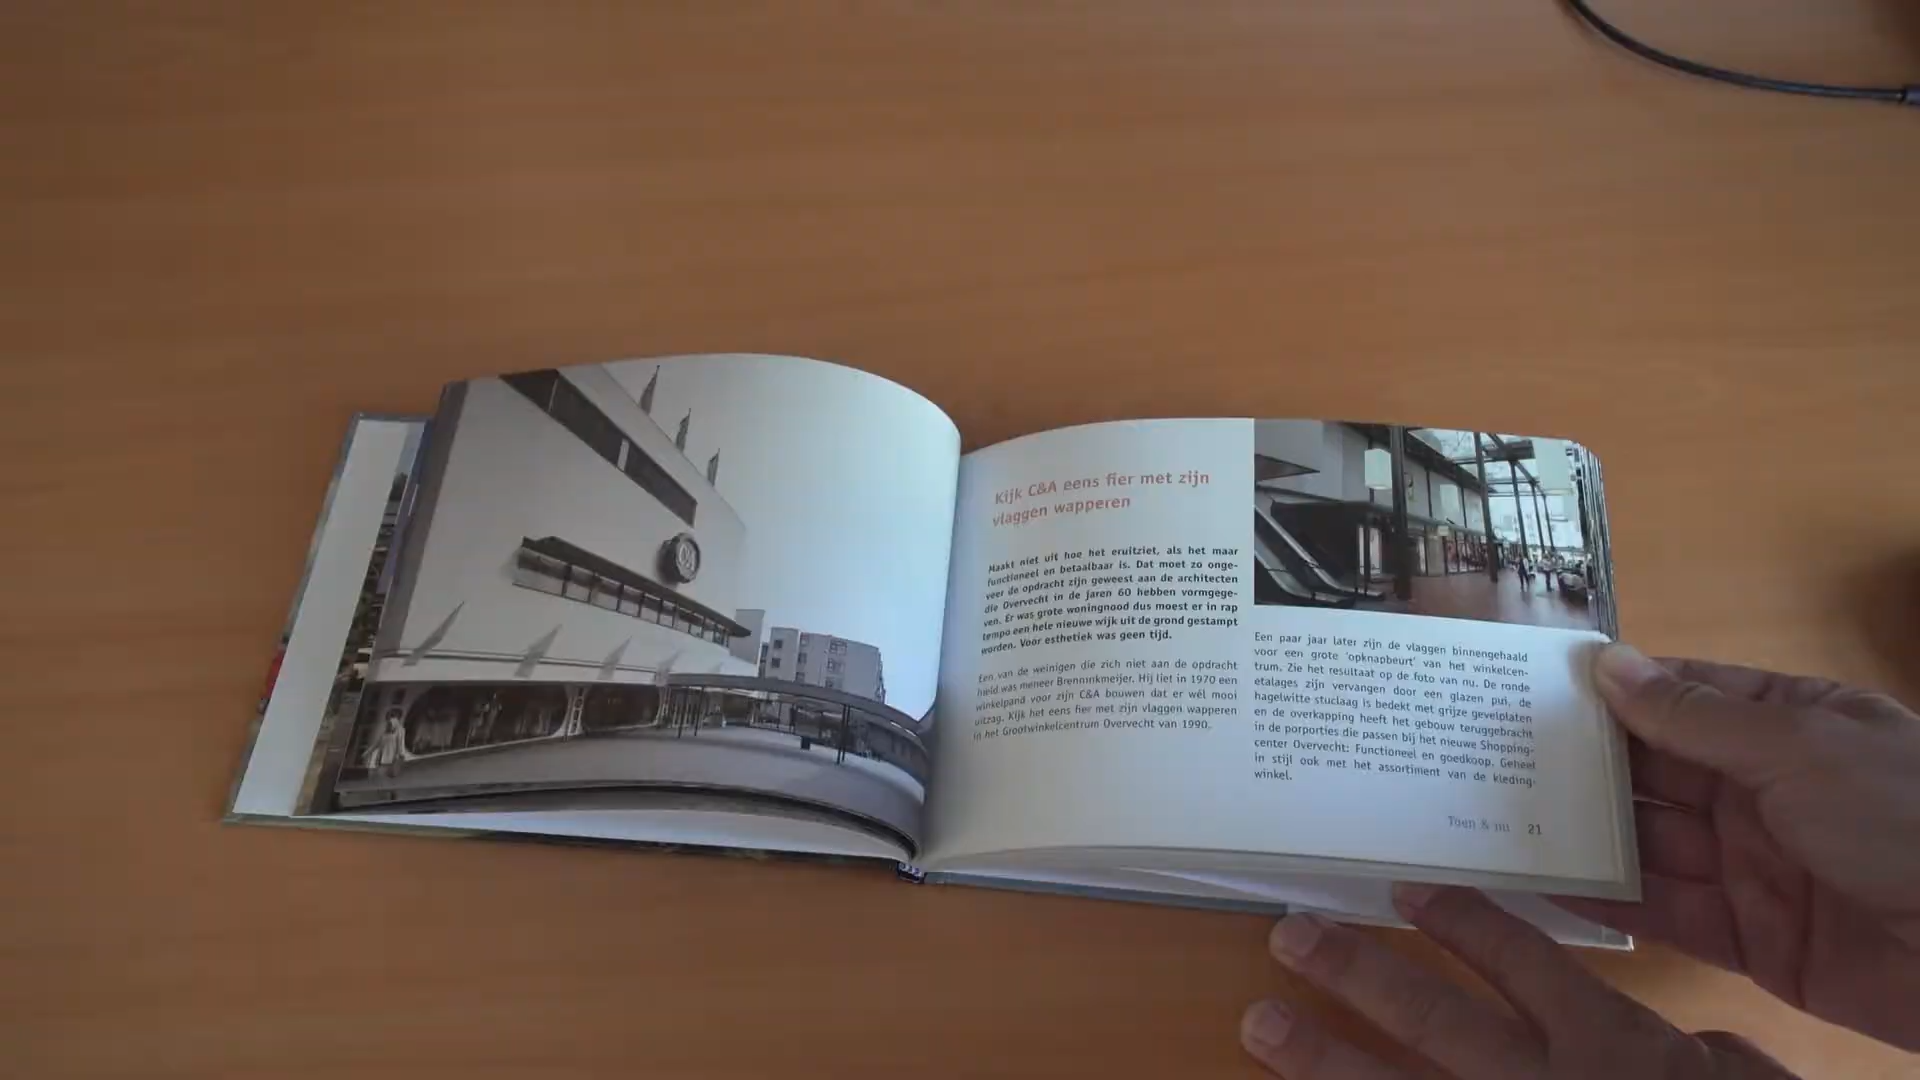 Kijk C&A eens fier met zijn
vlaggen wapperen
Maakt niet uit hoe het eruitziet, als het maar
functioneel en betaalbaar is. Dat moet zo onge-
veer de opdracht zijn geweest aan de architecten
die Overvecht in de jaren 60 hebben vormgege-
ven. Er was grote woningnood dus moest er in rap
tempo een hele nieuwe wijk uit de grond gestampt
worden. Voor esthetiek was geen tijd.
Een van de weinigen die zich niet aan de opdracht
hield was meneer Brenninkmeijer. Hij liet in 1970 een
winkelpand voor zijn C&A bouwen dat er wél mooi
uitzag. Kijk het eens fier met zijn vlaggen wapperen
in het Grootwinkelcentrum Overvecht van 1990.
Een paar jaar later zijn de vlaggen binnengehaald
voor een grote 'opknapbeurt' van het winkelcen-
trum. Zie het resultaat op de foto van nu. De ronde
etalages zijn vervangen door een glazen pui, de
hagelwitte stuclaag is bedekt met grijze gevelplaten
en de overkapping heeft het gebouw teruggebracht
in de porporties die passen bij het nieuwe Shopping-
center Overvecht: Functioneel en goedkoop. Geheel
in stijl ook met het assortiment van de kleding-
winkel.
Toen & nu 21